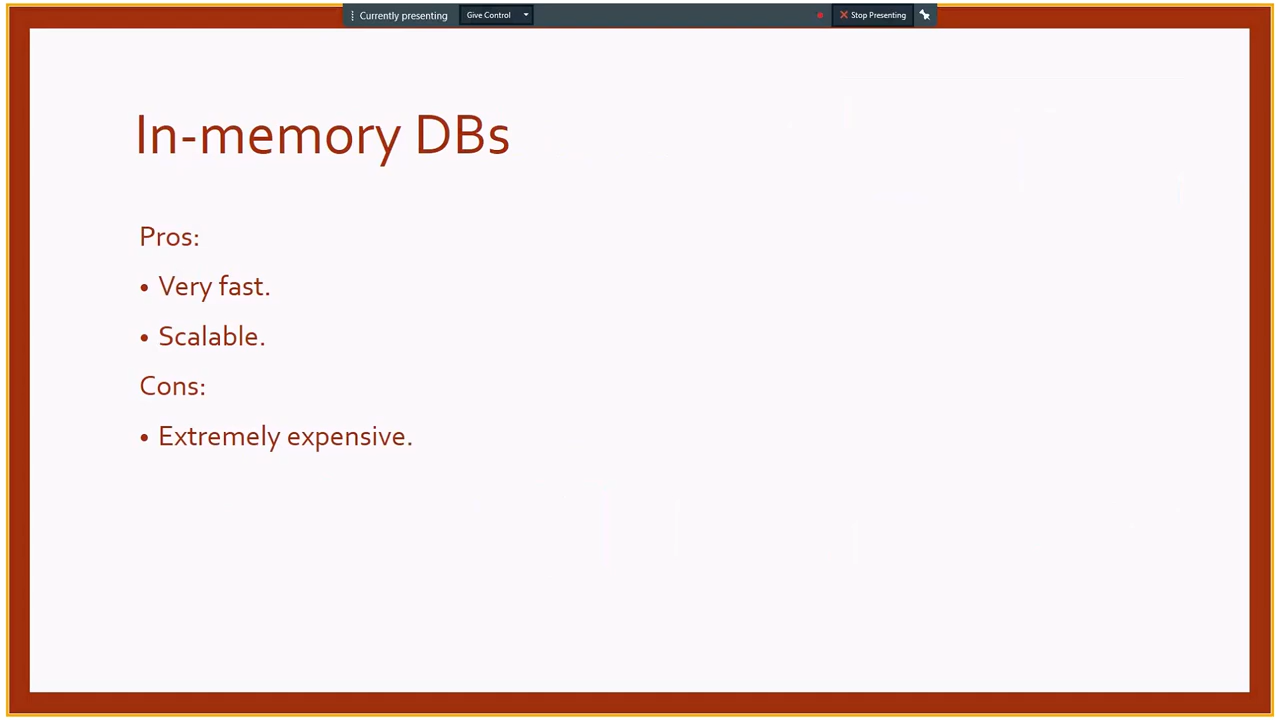 Currently presenting Give Control Stop Presenting
In-memory DBs
Pros:
• Very fast.
• Scalable.
Cons:
• Extremely expensive.